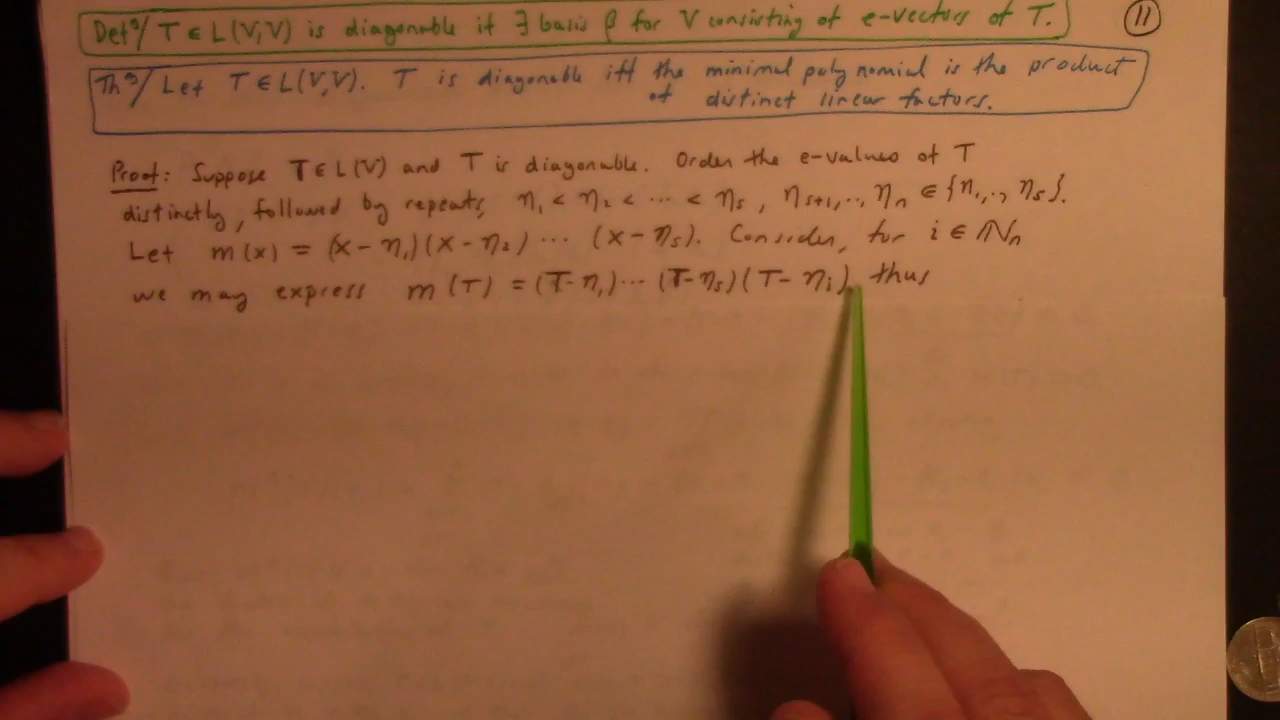 Defⁿ/ T ∈ L(V,V) is diagonable if ∃ basis β for V consisting of e-vectors of T.
11
Thᵐ/ Let T ∈ L(V,V). T is diagonable iff the minimal polynomial is the product
of distinct linear factors.
Proof: Suppose T ∈ L(V) and T is diagonable. Order the e-values of T
distinctly, followed by repeats, η₁ < η₂ < ⋯ < ηₛ, ηₛ₊₁, ..., ηₙ ∈ {η₁, .., ηₛ}.
Let m(x) = (x − η₁)(x − η₂) ⋯ (x − ηₛ). Consider, for i ∈ ℕₙ
we may express m(T) = (T − η₁) ⋯ (T − ηₛ)(T − ηᵢ), thus